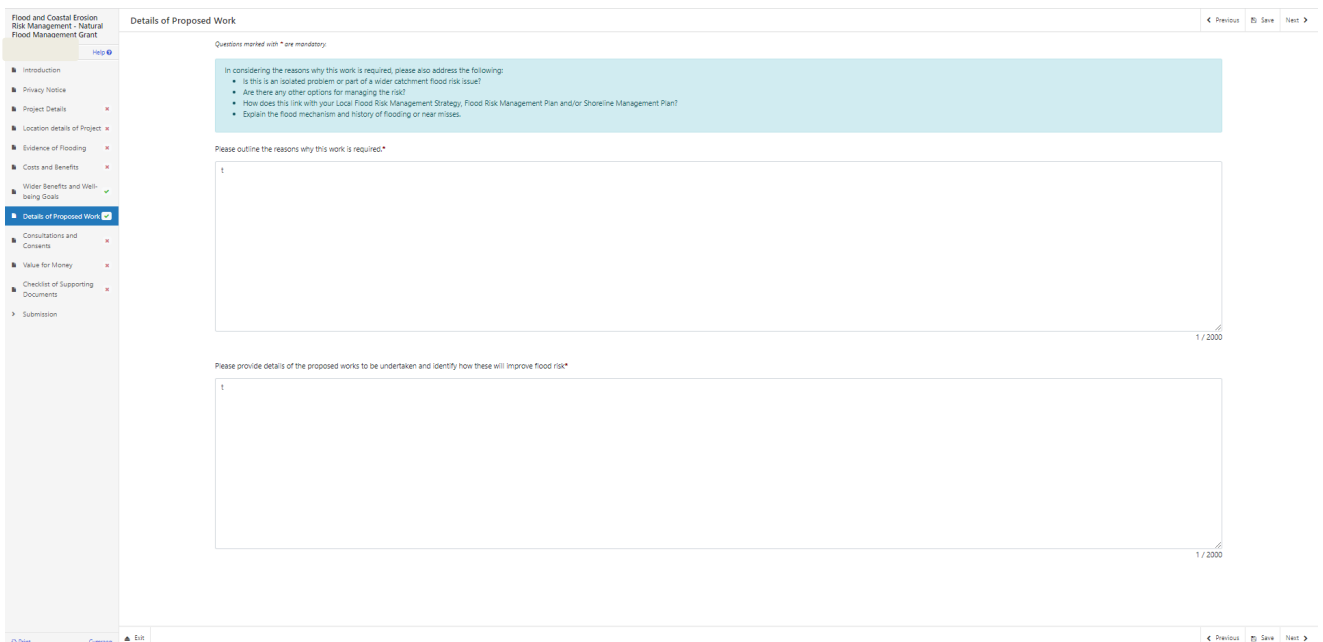 Flood and Coastal Erosion
Risk Management - Natural
Flood Management Grant
Help
Introduction
Privacy Notice
Project Details
Location details of Project
Evidence of Flooding
Costs and Benefits
Wider Benefits and Well-
being Goals
Details of Proposed Work
Consultations and
Consents
Value for Money
Checklist of Supporting
Documents
Submission
Print Cymraeg
Details of Proposed Work
Previous Save Next
Questions marked with * are mandatory.
In considering the reasons why this work is required, please also address the following:
• Is this is an isolated problem or part of a wider catchment flood risk issue?
• Are there any other options for managing the risk?
• How does this link with your Local Flood Risk Management Strategy, Flood Risk Management Plan and/or Shoreline Management Plan?
• Explain the flood mechanism and history of flooding or near misses.
Please outline the reasons why this work is required.*
t
1 / 2000
Please provide details of the proposed works to be undertaken and identify how these will improve flood risk*
t
1 / 2000
Exit
Previous Save Next